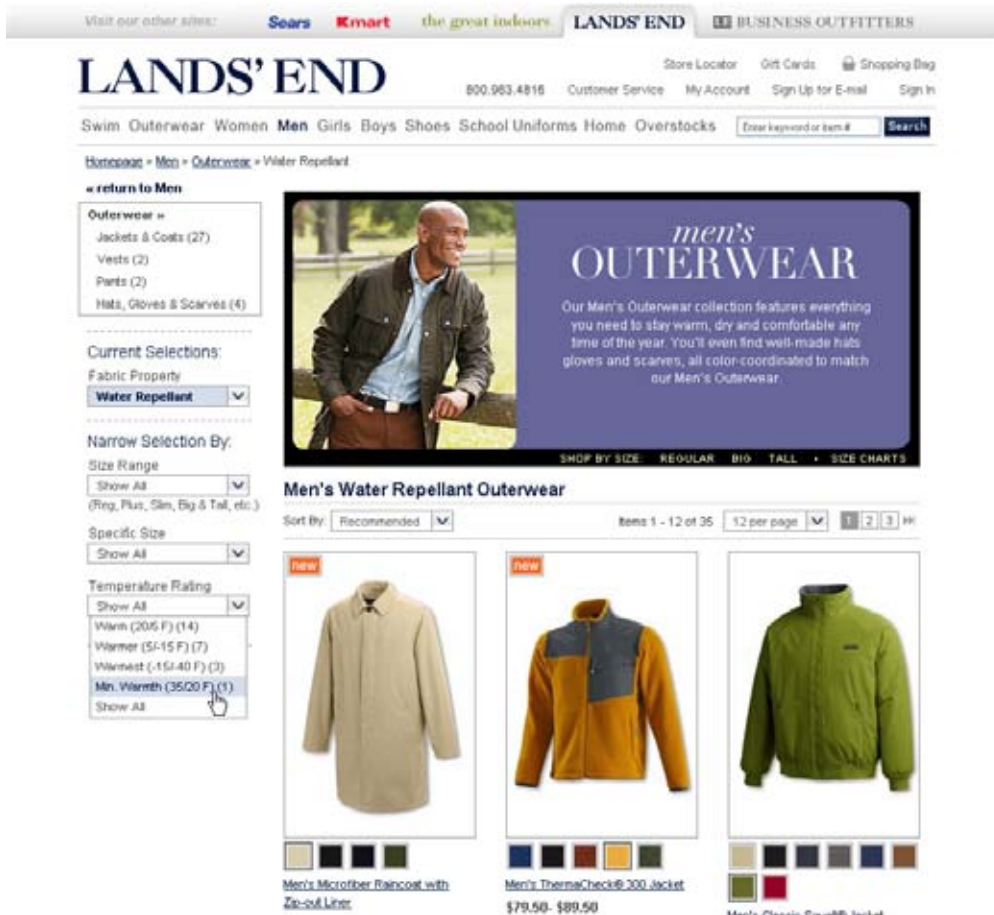 Visit our other sites:
Sears
Kmart
the great indoors
LANDS' END
BUSINESS OUTFITTERS
LANDS' END
Store Locator
Gift Cards
Shopping Bag
800.963.4816
Customer Service
My Account
Sign Up for E-mail
Sign In
Swim Outerwear Women Men Girls Boys Shoes School Uniforms Home Overstocks
Enter keyword or item #
Search
Homepage » Men » Outerwear » Water Repellant
« return to Men
Outerwear »
Jackets & Coats (27)
Vests (2)
Pants (2)
Hats, Gloves & Scarves (4)
Current Selections:
Fabric Property
Water Repellant
Narrow Selection By:
Size Range
Show All
(Reg, Plus, Slim, Big & Tall, etc.)
Specific Size
Show All
Temperature Rating
Show All
Warm (20/5 F) (14)
Warmer (5/-15 F) (7)
Warmest (-15/-40 F) (3)
Min. Warmth (35/20 F) (1)
Show All
men's
OUTERWEAR
Our Men's Outerwear collection features everything
you need to stay warm, dry and comfortable any
time of the year. You'll even find well-made hats
gloves and scarves, all color-coordinated to match
our Men's Outerwear.
SHOP BY SIZE: REGULAR BIG TALL • SIZE CHARTS
Men's Water Repellant Outerwear
Sort By: Recommended
Items 1 - 12 of 35
12 per page
1 2 3
new
new
Men's Microfiber Raincoat with
Zip-out Liner
Men's ThermaCheck® 300 Jacket
$79.50- $89.50
Men's Classic Squall® Jacket